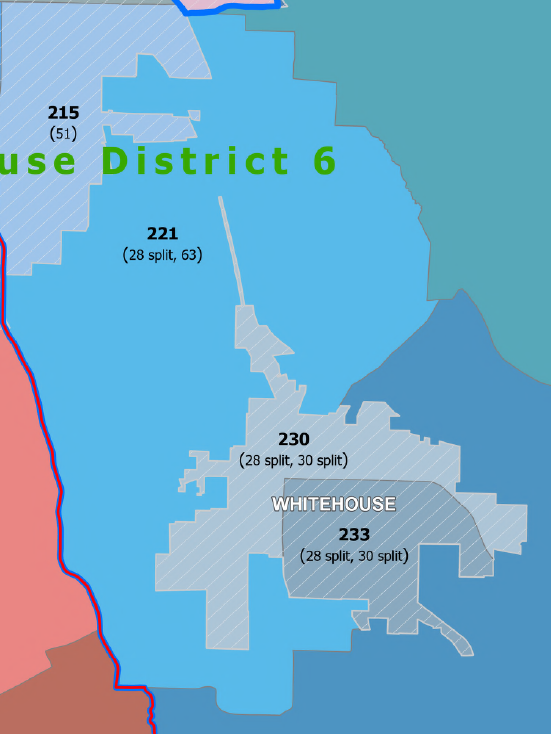 215
(51)
use District 6
221
(28 split, 63)
230
(28 split, 30 split)
WHITEHOUSE
233
(28 split, 30 split)